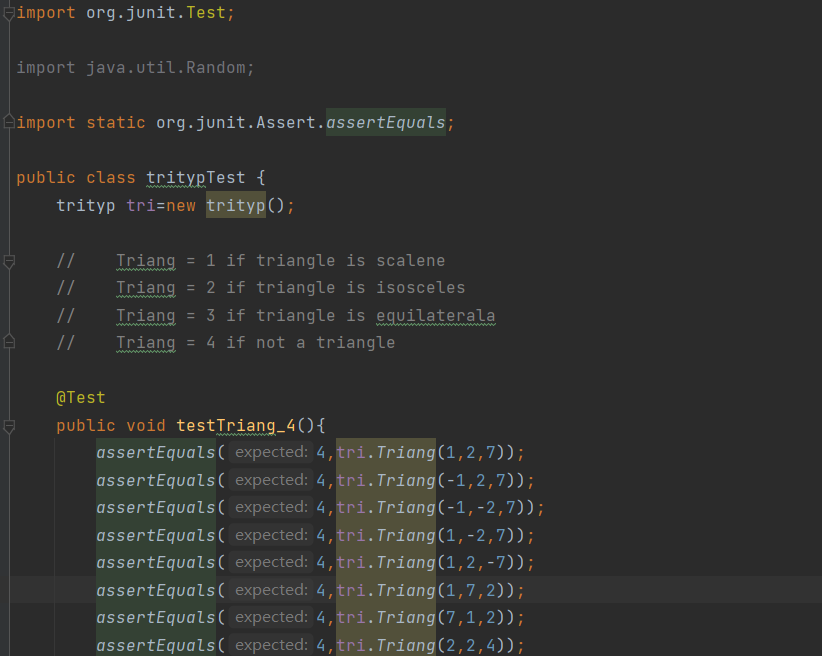 import org.junit.Test;
import java.util.Random;
import static org.junit.Assert.assertEquals;
public class tritypTest {
trityp tri=new trityp();
//    Triang = 1 if triangle is scalene
//    Triang = 2 if triangle is isosceles
//    Triang = 3 if triangle is equilaterala
//    Triang = 4 if not a triangle
@Test
public void testTriang_4(){
assertEquals( expected: 4,tri.Triang(1,2,7));
assertEquals( expected: 4,tri.Triang(-1,2,7));
assertEquals( expected: 4,tri.Triang(-1,-2,7));
assertEquals( expected: 4,tri.Triang(1,-2,7));
assertEquals( expected: 4,tri.Triang(1,2,-7));
assertEquals( expected: 4,tri.Triang(1,7,2));
assertEquals( expected: 4,tri.Triang(7,1,2));
assertEquals( expected: 4,tri.Triang(2,2,4));